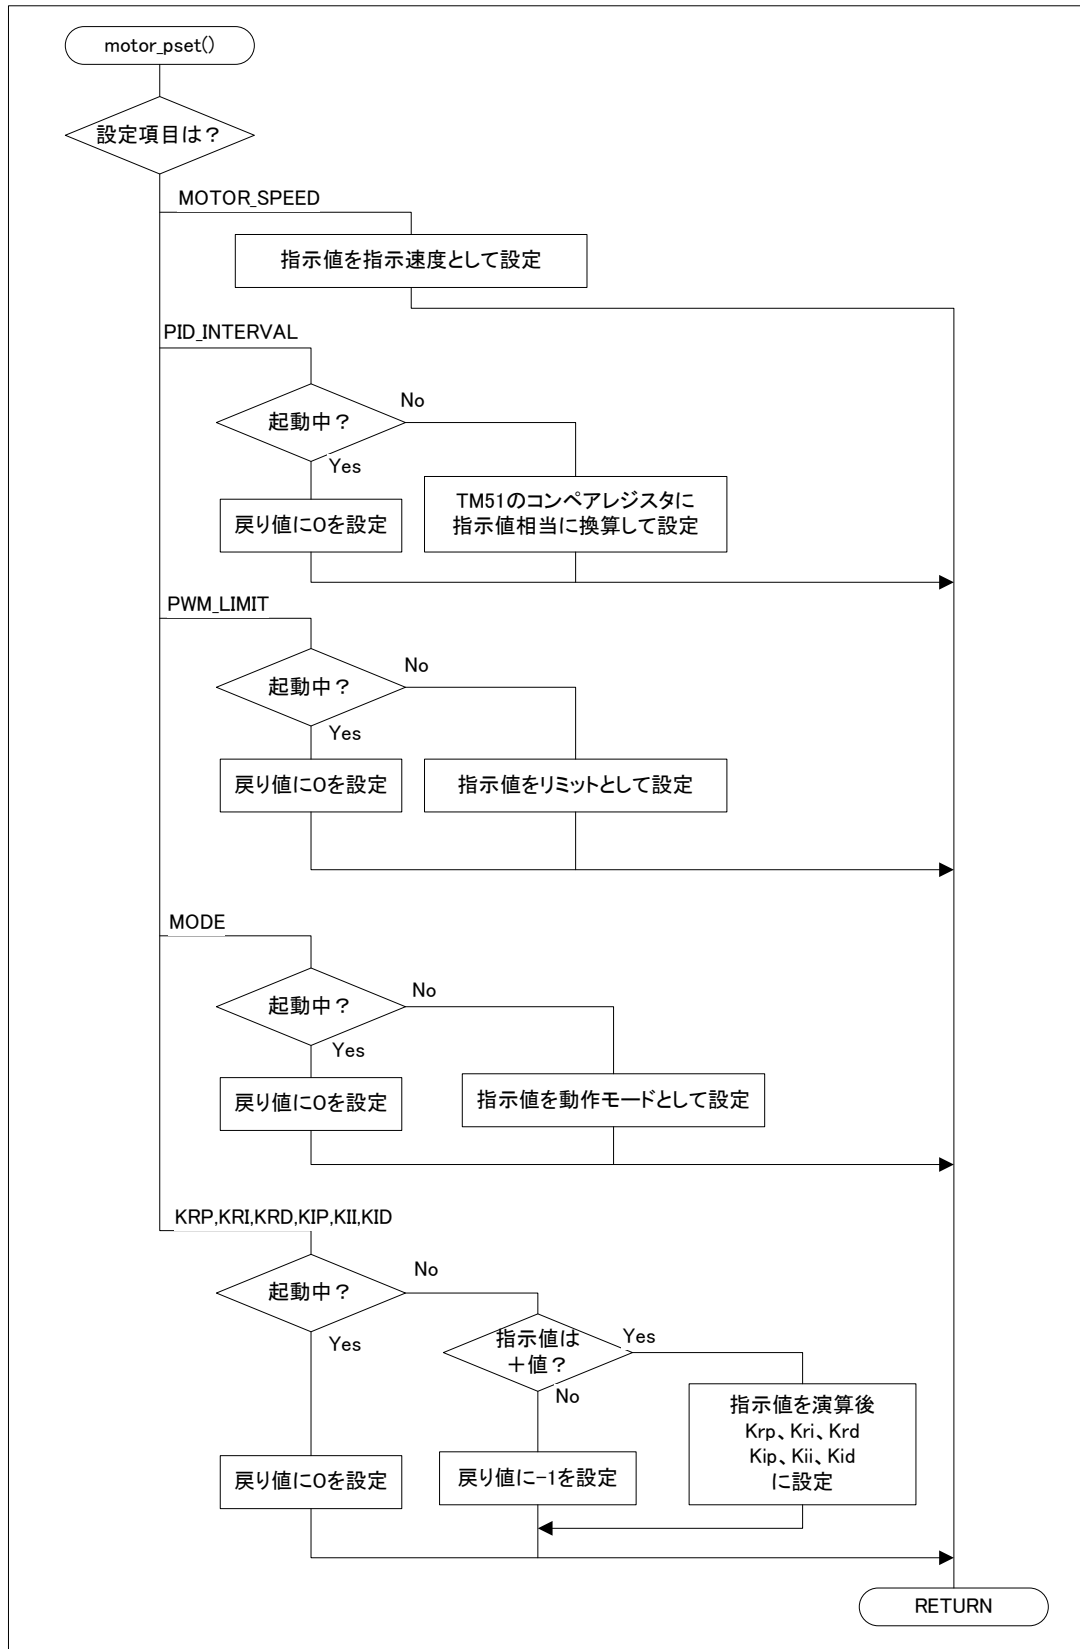 motor_pset()
設定項目は？
MOTOR_SPEED
指示値を指示速度として設定
PID_INTERVAL
起動中？
No
Yes
戻り値に0を設定
TM51のコンペアレジスタに
指示値相当に換算して設定
PWM_LIMIT
起動中？
No
Yes
戻り値に0を設定
指示値をリミットとして設定
MODE
起動中？
No
Yes
戻り値に0を設定
指示値を動作モードとして設定
KRP,KRI,KRD,KIP,KII,KID
起動中？
No
Yes
指示値は
＋値？
Yes
No
指示値を演算後
Krp、Kri、Krd
Kip、Kii、Kid
に設定
戻り値に0を設定
戻り値に-1を設定
RETURN